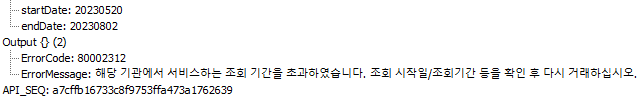 startDate: 20230520
endDate: 20230802
Output {} (2)
ErrorCode: 80002312
ErrorMessage: 해당 기관에서 서비스하는 조회 기간을 초과하였습니다. 조회 시작일/조회기간 등을 확인 후 다시 거래하십시오.
API_SEQ: a7cffb16733c8f9753ffa473a1762639